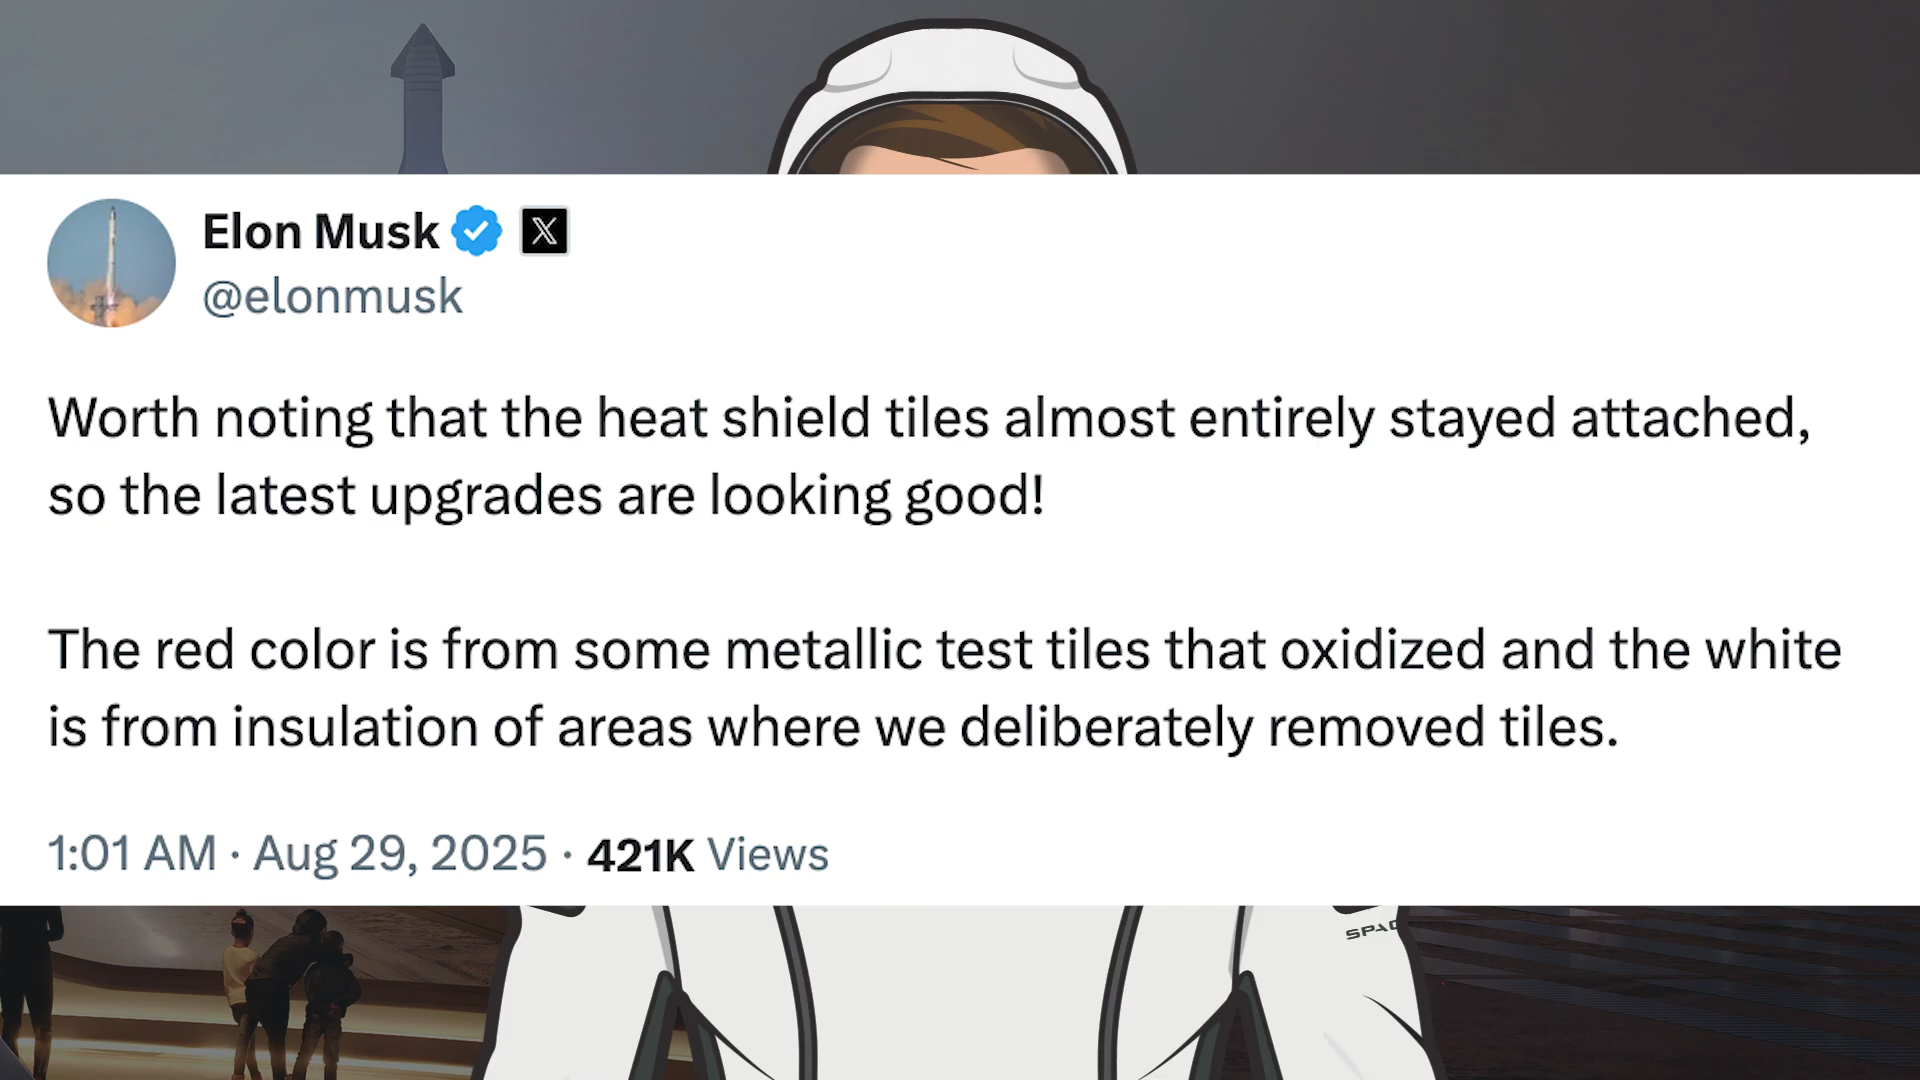 Elon Musk
@elonmusk
Worth noting that the heat shield tiles almost entirely stayed attached,
so the latest upgrades are looking good!
The red color is from some metallic test tiles that oxidized and the white
is from insulation of areas where we deliberately removed tiles.
1:01 AM · Aug 29, 2025 · 421K Views
SPAC